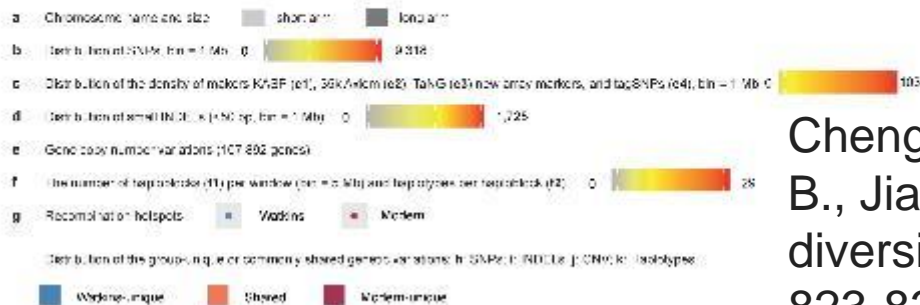 a Chromosome name and size short arm long arm
b Distribution of SNPs, bin = 1 Mb 0 9,318
c Distribution of the density of makers KASP (c1), 35k Axiom (c2), TaNG (c3) new array markers, and tagSNPs (c4), bin = 1 Mb 0 103
d Distribution of small INDELs (<50 bp, bin = 1 Mb) 0 1,725
e Gene copy number variations (107,892 genes)
f The number of haploblocks (f1) per window (bin = 5 Mb) and haplotypes per haploblock (f2) 0 29
g Recombination hotspots Watkins Modern
Distribution of the group-unique or commonly shared genetic variations: h: SNPs; i: INDELs; j: CNV; k: Haplotypes
Watkins-unique Shared Modern-unique
Cheng
B., Jia
diversi
823-83